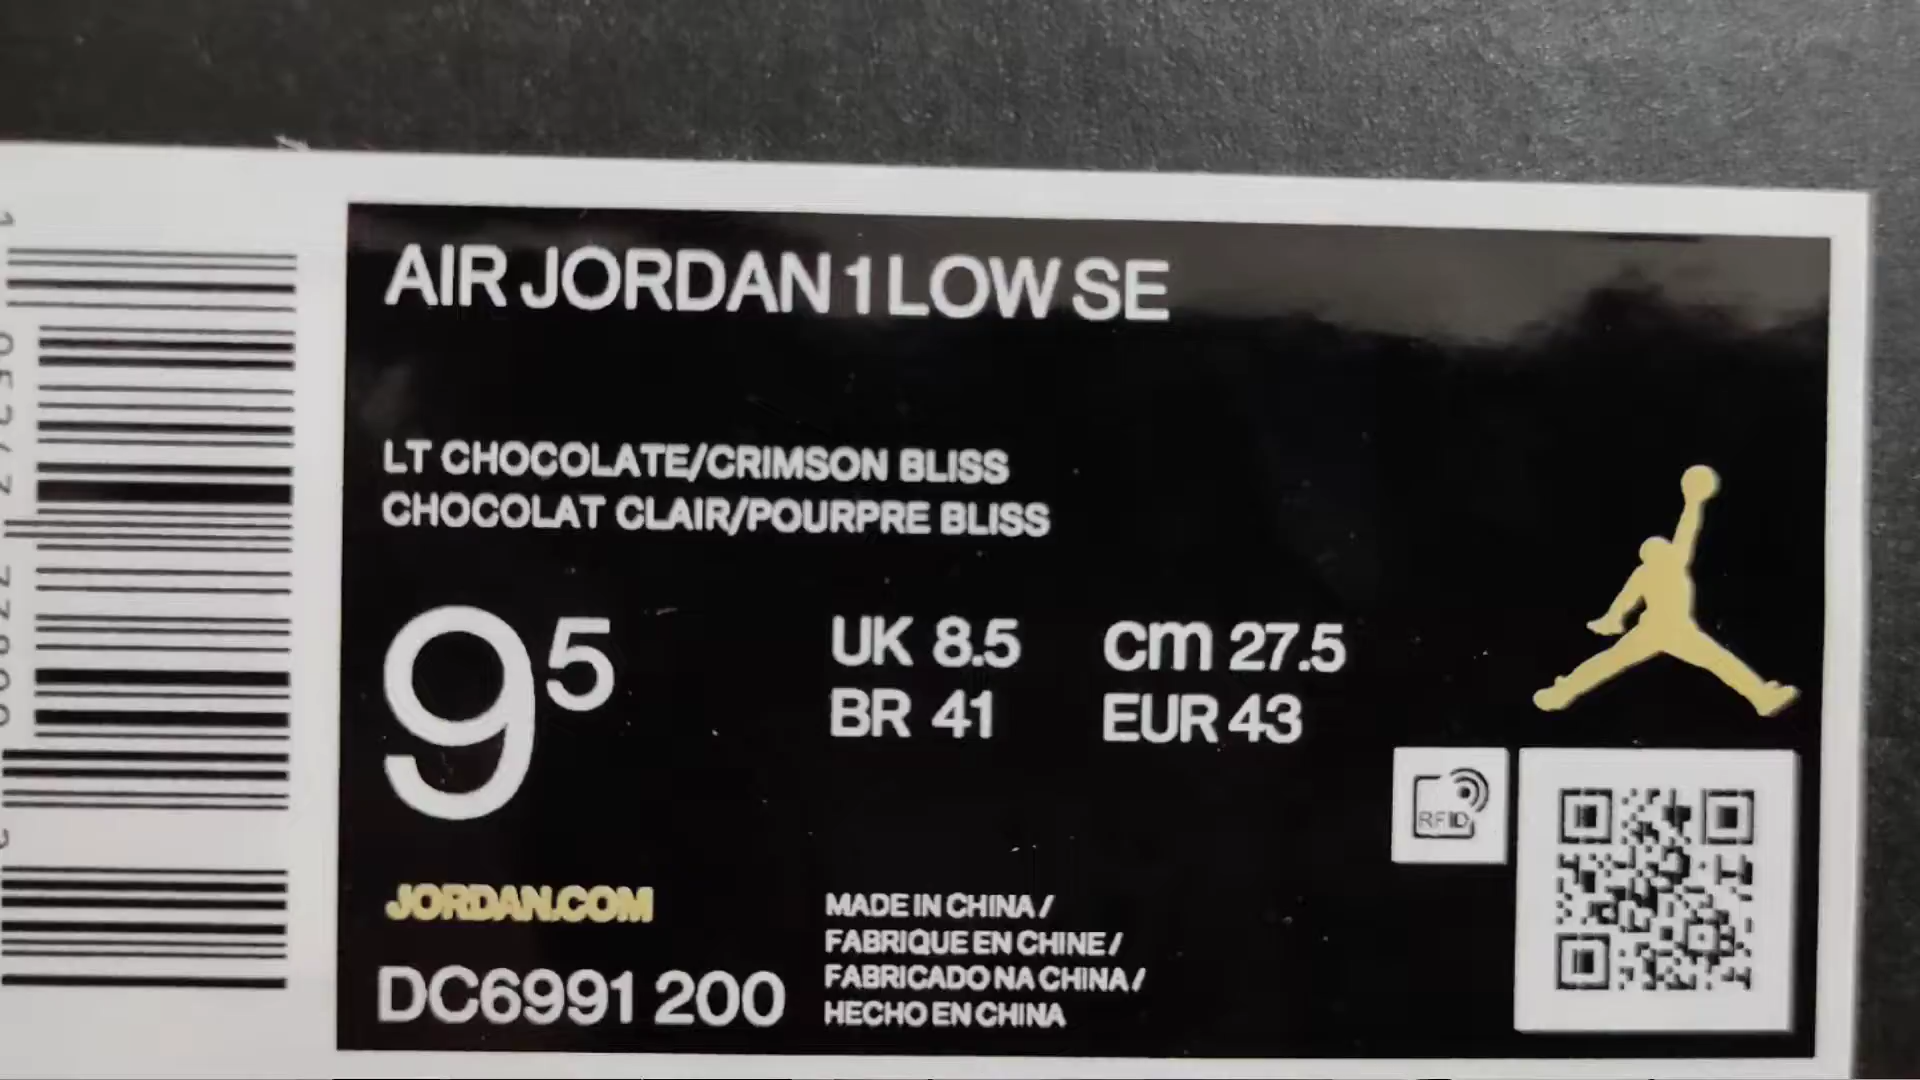 AIR JORDAN 1 LOW SE
LT CHOCOLATE/CRIMSON BLISS
CHOCOLAT CLAIR/POURPRE BLISS
9 5
UK 8.5 cm 27.5
BR 41 EUR 43
RFID
JORDAN.COM
DC6991 200
MADE IN CHINA /
FABRIQUE EN CHINE /
FABRICADO NA CHINA /
HECHO EN CHINA